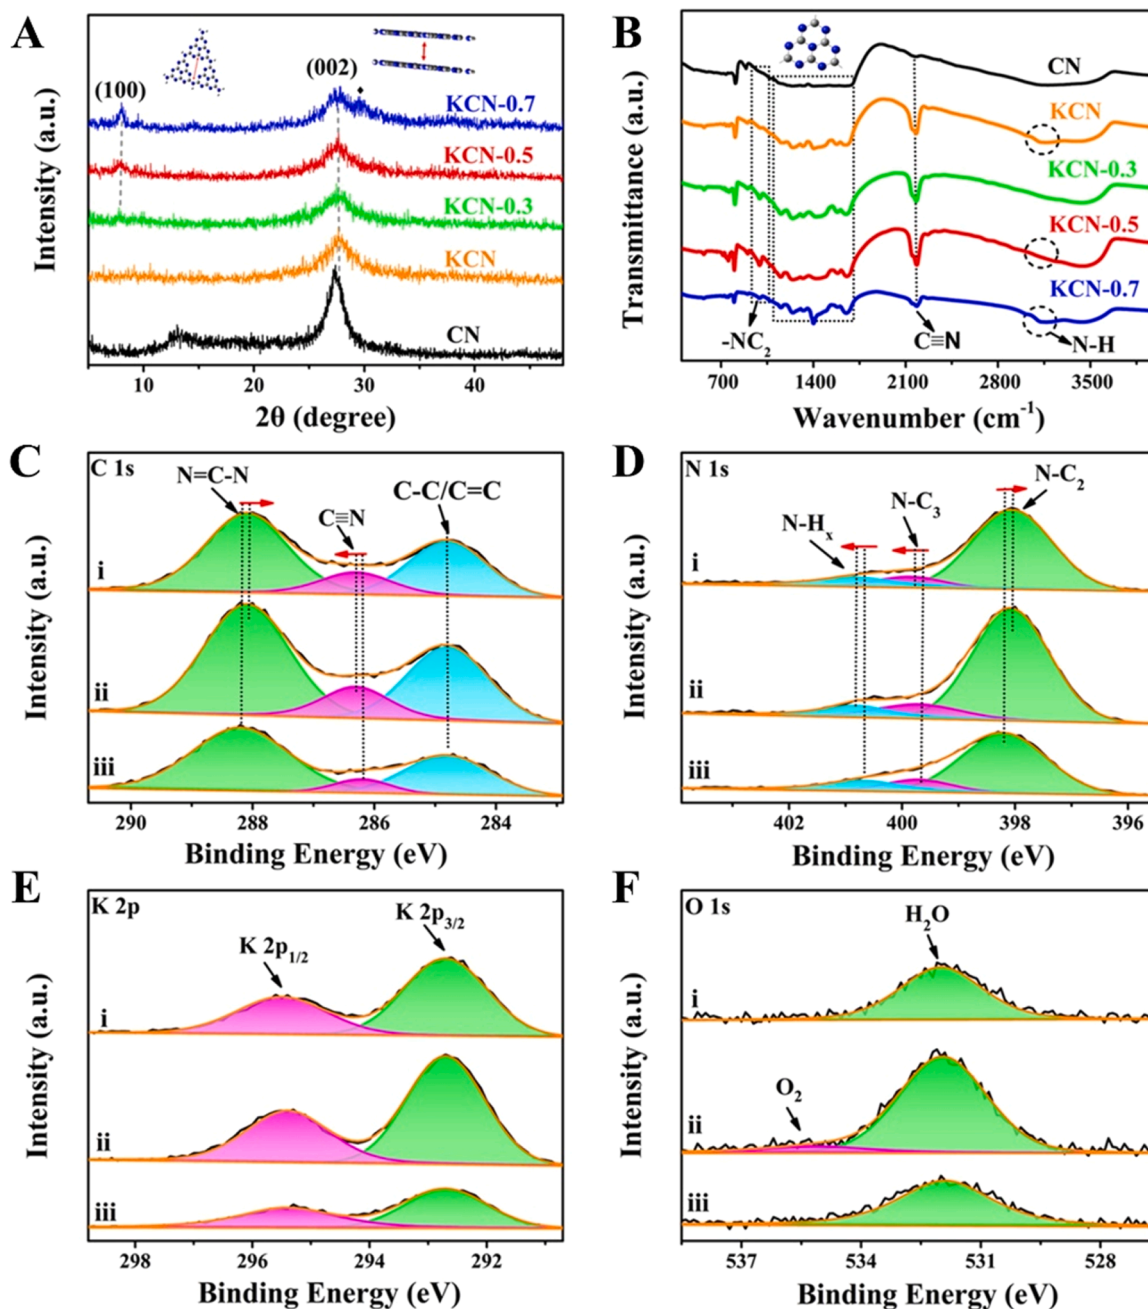 A
(100)
(002)
♦
KCN-0.7
KCN-0.5
KCN-0.3
KCN
CN
Intensity (a.u.)
10
20
30
40
2θ (degree)
B
CN
KCN
KCN-0.3
KCN-0.5
KCN-0.7
-NC₂
C≡N
N-H
Transmittance (a.u.)
700
1400
2100
2800
3500
Wavenumber (cm⁻¹)
C
C 1s
N=C-N
C≡N
C-C/C=C
i
ii
iii
Intensity (a.u.)
290
288
286
284
Binding Energy (eV)
D
N 1s
N-Hₓ
N-C₃
N-C₂
i
ii
iii
Intensity (a.u.)
402
400
398
396
Binding Energy (eV)
E
K 2p
K 2p₁/₂
K 2p₃/₂
i
ii
iii
Intensity (a.u.)
298
296
294
292
Binding Energy (eV)
F
O 1s
H₂O
O₂
i
ii
iii
Intensity (a.u.)
537
534
531
528
Binding Energy (eV)